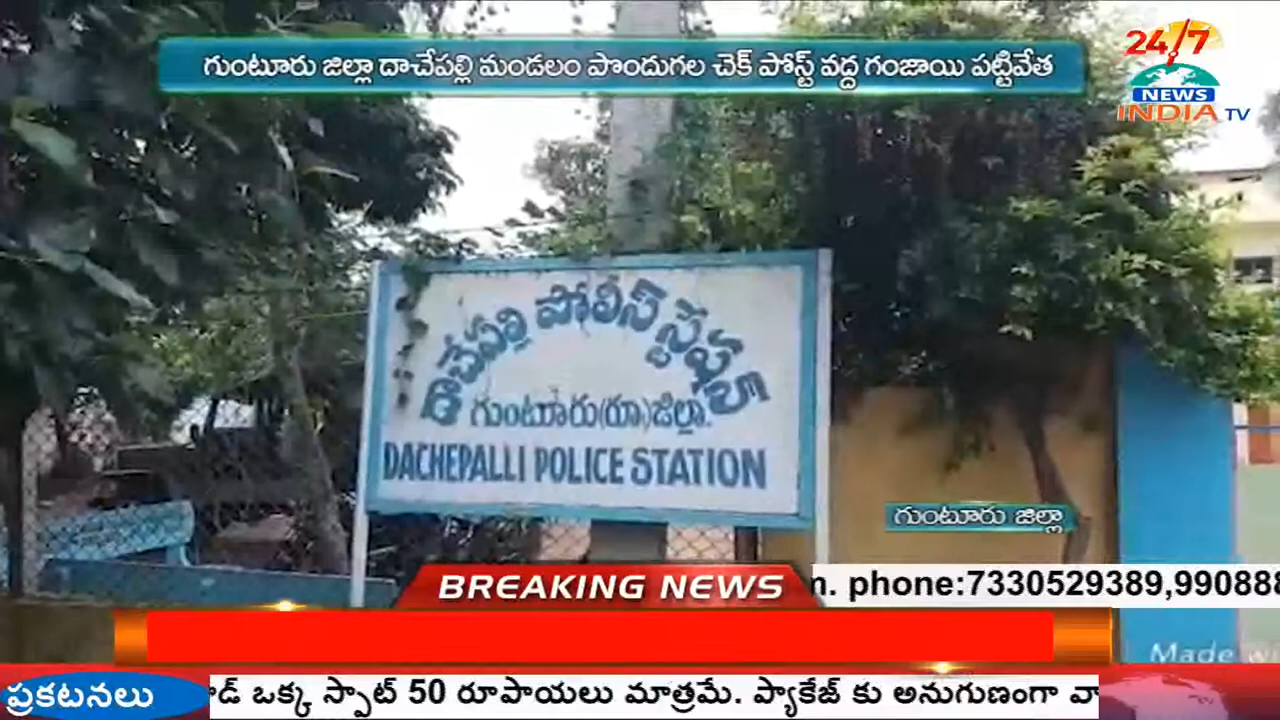 గుంటూరు జిల్లా దాచేపల్లి మండలం పొందుగల చెక్ పోస్ట్ వద్ద గంజాయి పట్టివేత
24/7
NEWS
INDIA TV
దాచేపల్లి పోలీస్ స్టేషన్
గుంటూరు(రూ)జిల్లా.
DACHEPALLI POLICE STATION
గుంటూరు జిల్లా
BREAKING NEWS
phone:7330529389,990888
Made
ప్రకటనలు
ఒక్క స్పాట్ 50 రూపాయలు మాత్రమే. ప్యాకేజ్ కు అనుగుణంగా